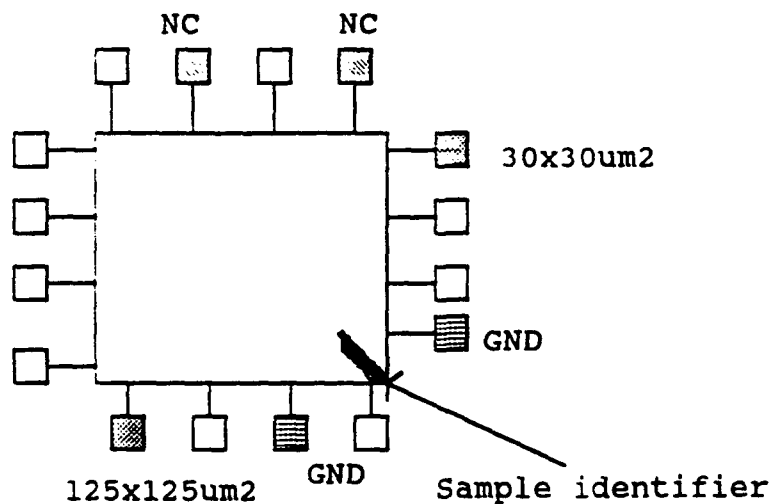 NC NC
30x30um2
GND
GND
125x125um2
Sample identifier